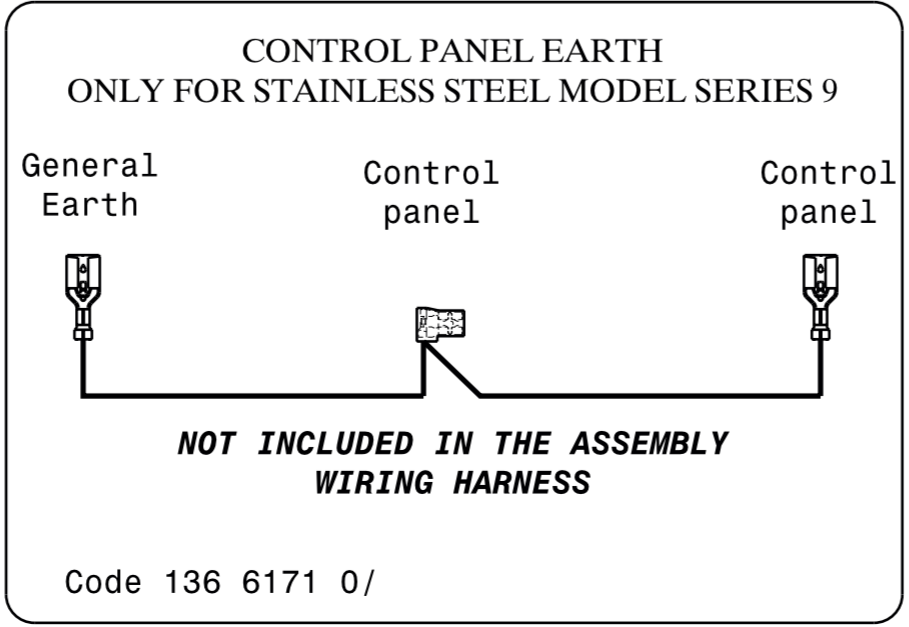 CONTROL PANEL EARTH
ONLY FOR STAINLESS STEEL MODEL SERIES 9
General
Earth
Control
panel
Control
panel
NOT INCLUDED IN THE ASSEMBLY
WIRING HARNESS
Code 136 6171 0/